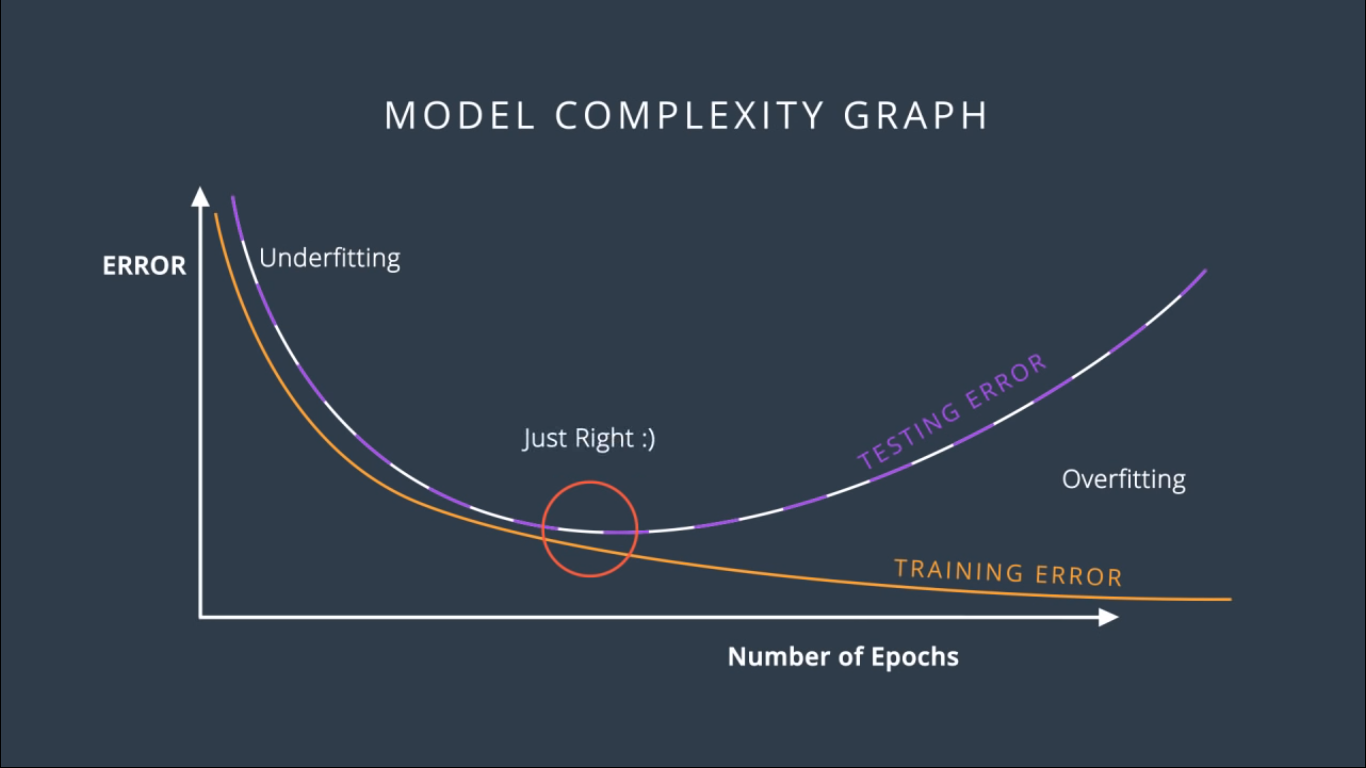 MODEL COMPLEXITY GRAPH
ERROR
Underfitting
Just Right :)
TESTING ERROR
Overfitting
TRAINING ERROR
Number of Epochs